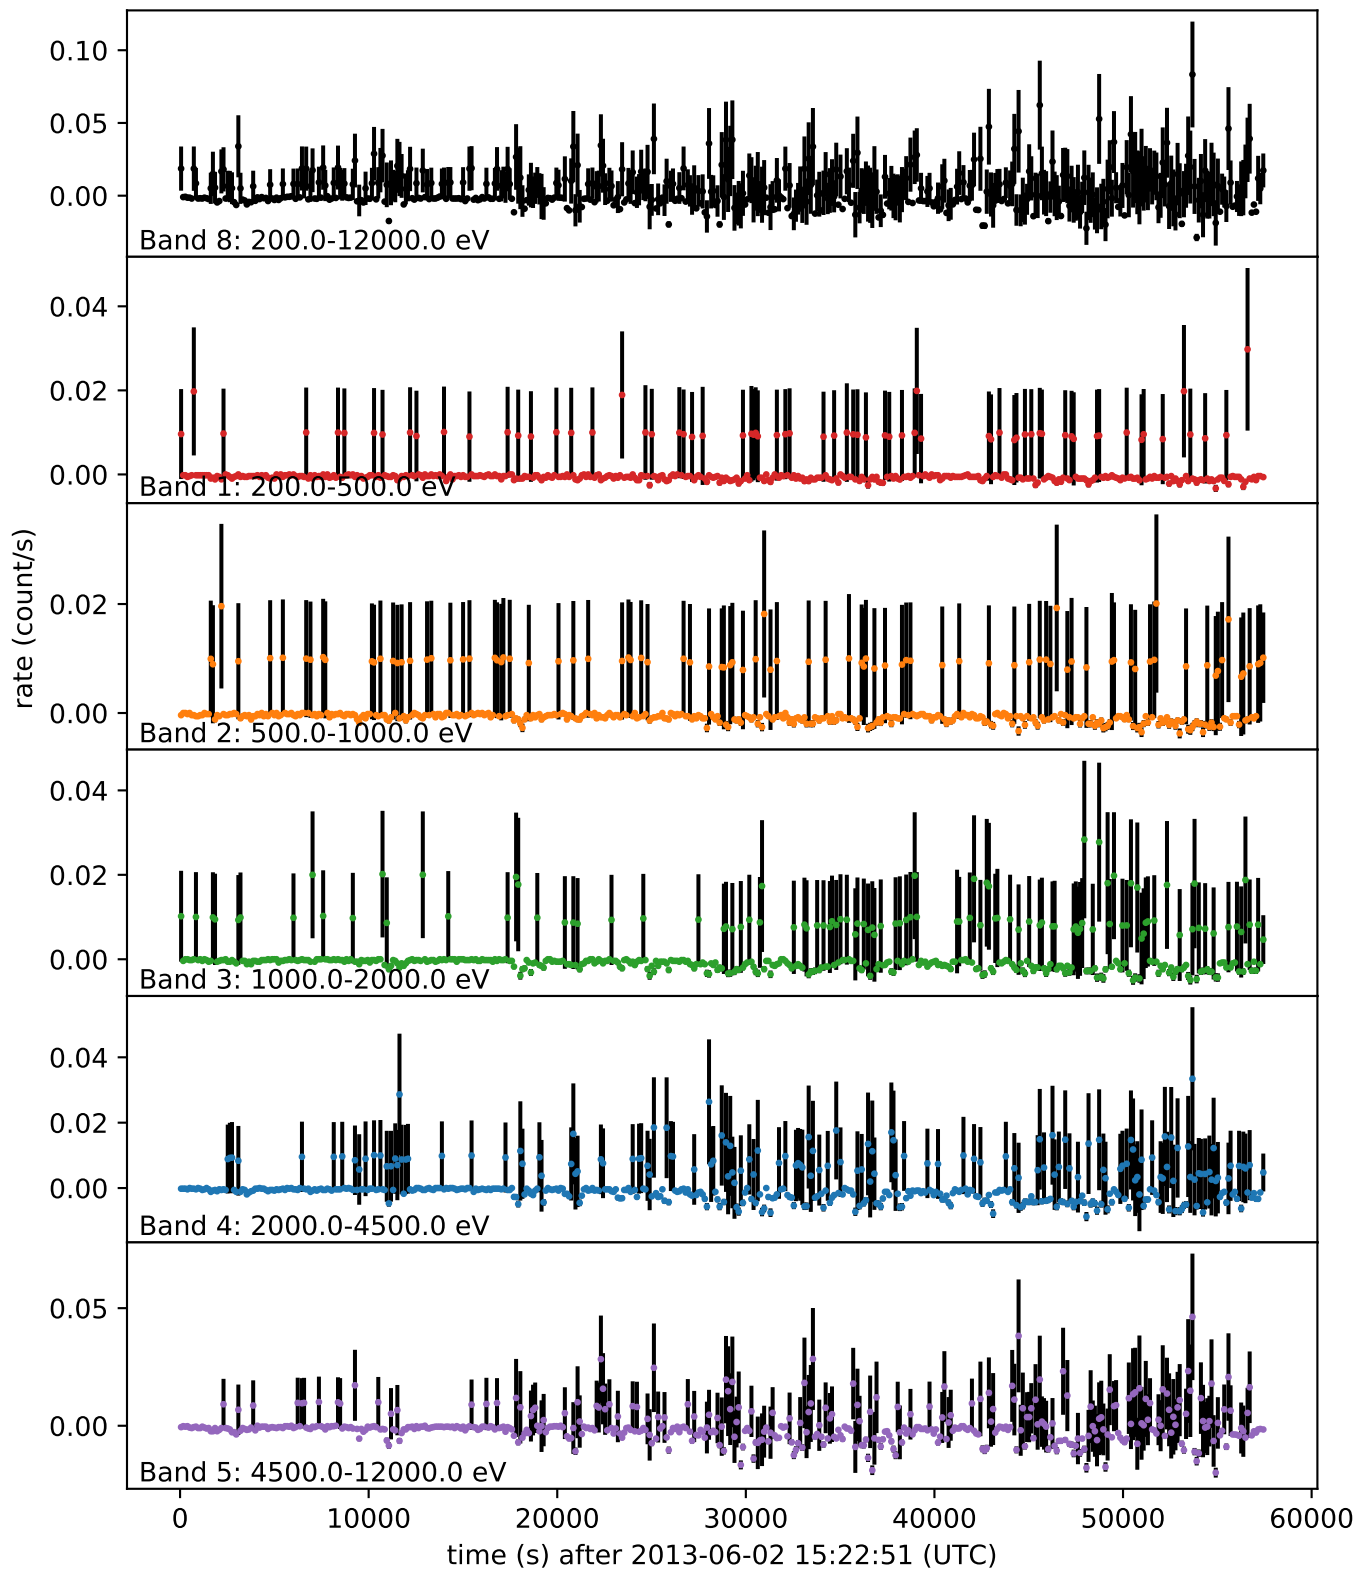 0.10
0.05
0.00
Band 8: 200.0-12000.0 eV
0.04
0.02
0.00
Band 1: 200.0-500.0 eV
rate (count/s)
0.02
0.00
Band 2: 500.0-1000.0 eV
0.04
0.02
0.00
Band 3: 1000.0-2000.0 eV
0.04
0.02
0.00
Band 4: 2000.0-4500.0 eV
0.05
0.00
Band 5: 4500.0-12000.0 eV
0 10000 20000 30000 40000 50000 60000
time (s) after 2013-06-02 15:22:51 (UTC)